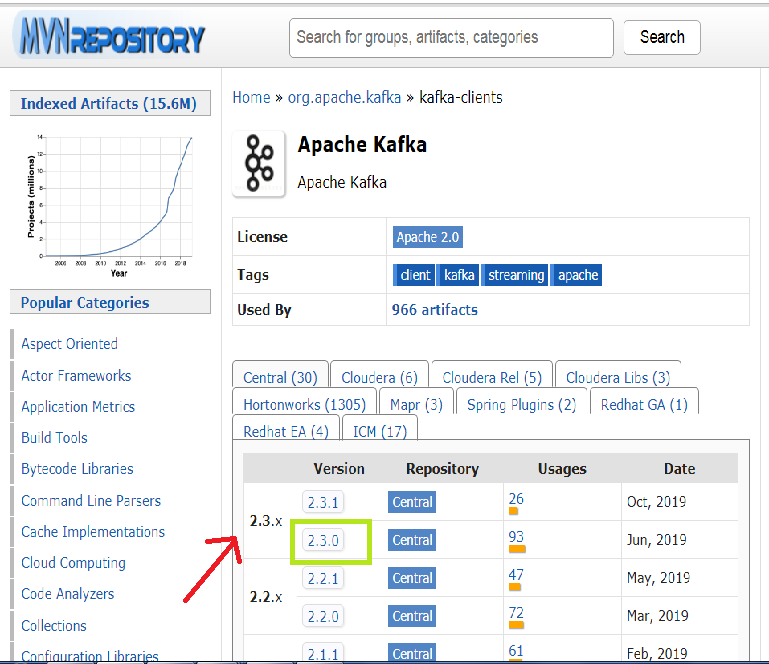 MVNREPOSITORY
Search for groups, artifacts, categories
Search
Indexed Artifacts (15.6M)
Projects (millions)
14
12
10
8
6
4
2
0
2006 2008 2010 2012 2014 2016 2018
Year
Popular Categories
Aspect Oriented
Actor Frameworks
Application Metrics
Build Tools
Bytecode Libraries
Command Line Parsers
Cache Implementations
Cloud Computing
Code Analyzers
Collections
Configuration Libraries
Home » org.apache.kafka » kafka-clients
Apache Kafka
Apache Kafka
License Apache 2.0
Tags client kafka streaming apache
Used By 966 artifacts
Central (30) Cloudera (6) Cloudera Rel (5) Cloudera Libs (3)
Hortonworks (1305) Mapr (3) Spring Plugins (2) Redhat GA (1)
Redhat EA (4) ICM (17)
Version Repository Usages Date
2.3.x
2.3.1 Central 26 Oct, 2019
2.3.0 Central 93 Jun, 2019
2.2.x
2.2.1 Central 47 May, 2019
2.2.0 Central 72 Mar, 2019
2.1.1 Central 61 Feb, 2019